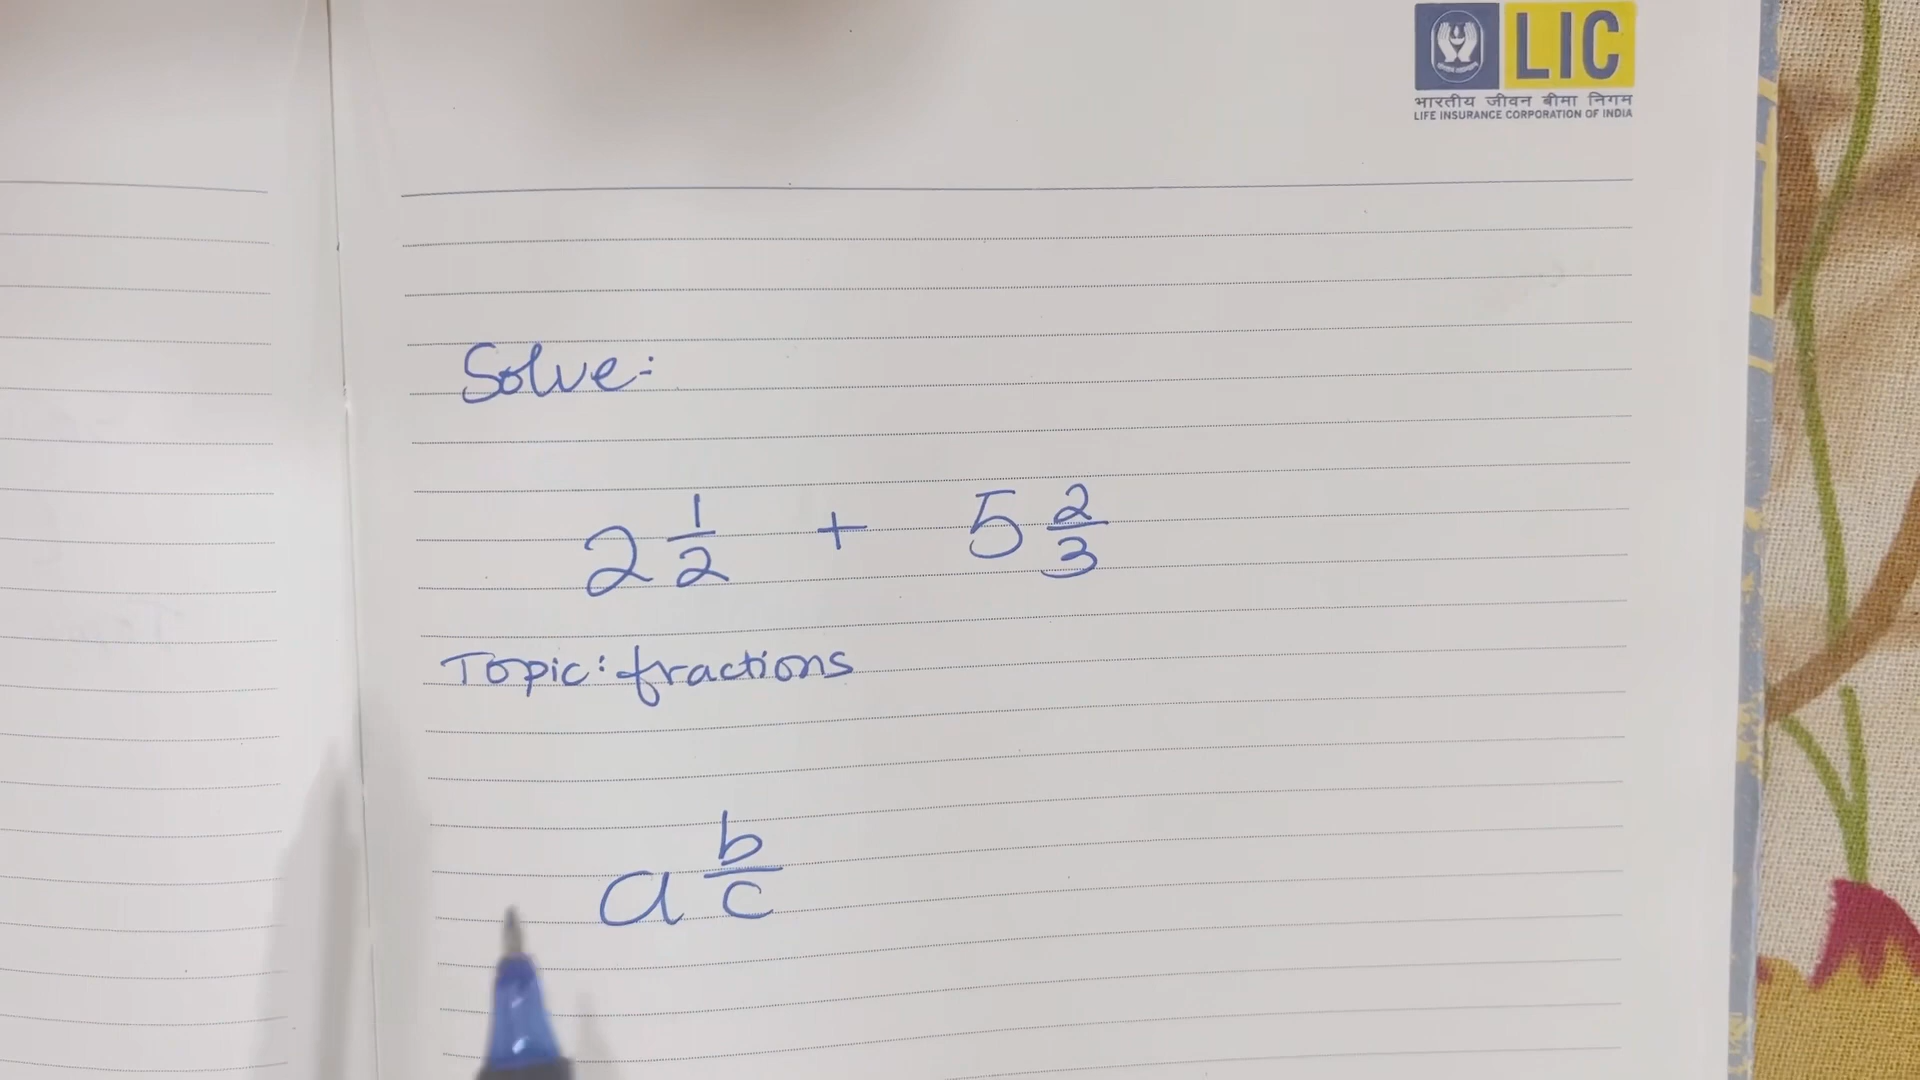 LIC
भारतीय जीवन बीमा निगम
LIFE INSURANCE CORPORATION OF INDIA
Solve:
2 1/2 + 5 2/3
Topic: fractions
a b/c